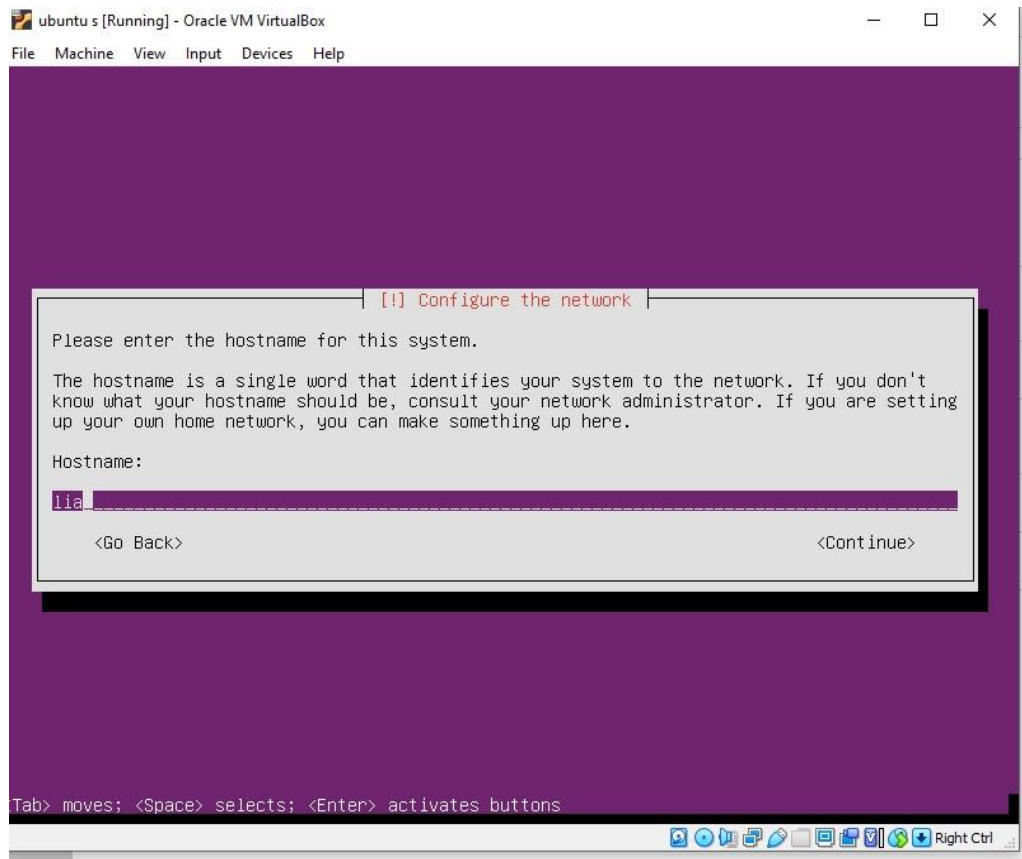 ubuntu s [Running] - Oracle VM VirtualBox
File Machine View Input Devices Help
[!] Configure the network
Please enter the hostname for this system.
The hostname is a single word that identifies your system to the network. If you don't
know what your hostname should be, consult your network administrator. If you are setting
up your own home network, you can make something up here.
Hostname:
lia
<Go Back> <Continue>
Tab> moves; <Space> selects; <Enter> activates buttons
Right Ctrl